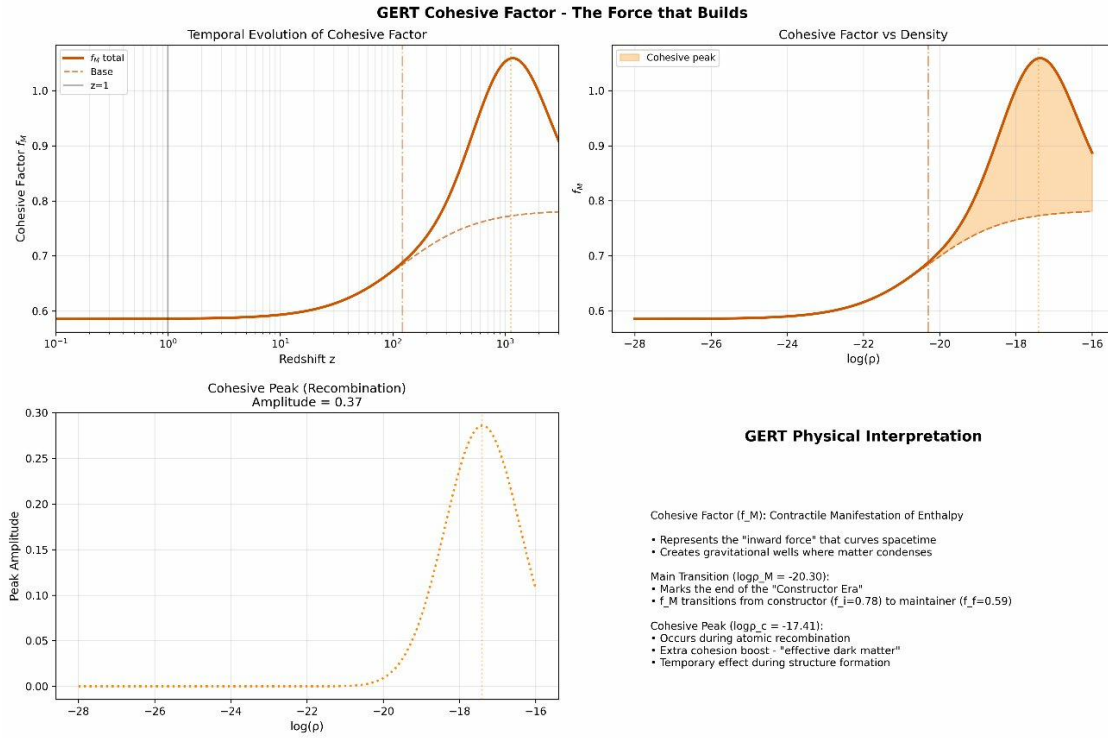 GERT Cohesive Factor - The Force that Builds
Temporal Evolution of Cohesive Factor
f_M total
Base
z=1
Cohesive Factor f_M
1.0
0.9
0.8
0.7
0.6
10⁻¹ 10⁰ 10¹ 10² 10³
Redshift z
Cohesive Factor vs Density
Cohesive peak
f_M
1.0
0.9
0.8
0.7
0.6
−28 −26 −24 −22 −20 −18 −16
log(ρ)
Cohesive Peak (Recombination)
Amplitude = 0.37
Peak Amplitude
0.30
0.25
0.20
0.15
0.10
0.05
0.00
−28 −26 −24 −22 −20 −18 −16
log(ρ)
GERT Physical Interpretation
Cohesive Factor (f_M): Contractile Manifestation of Enthalpy
• Represents the "inward force" that curves spacetime
• Creates gravitational wells where matter condenses
Main Transition (logρ_M = -20.30):
• Marks the end of the "Constructor Era"
• f_M transitions from constructor (f_i=0.78) to maintainer (f_f=0.59)
Cohesive Peak (logρ_c = -17.41):
• Occurs during atomic recombination
• Extra cohesion boost - "effective dark matter"
• Temporary effect during structure formation